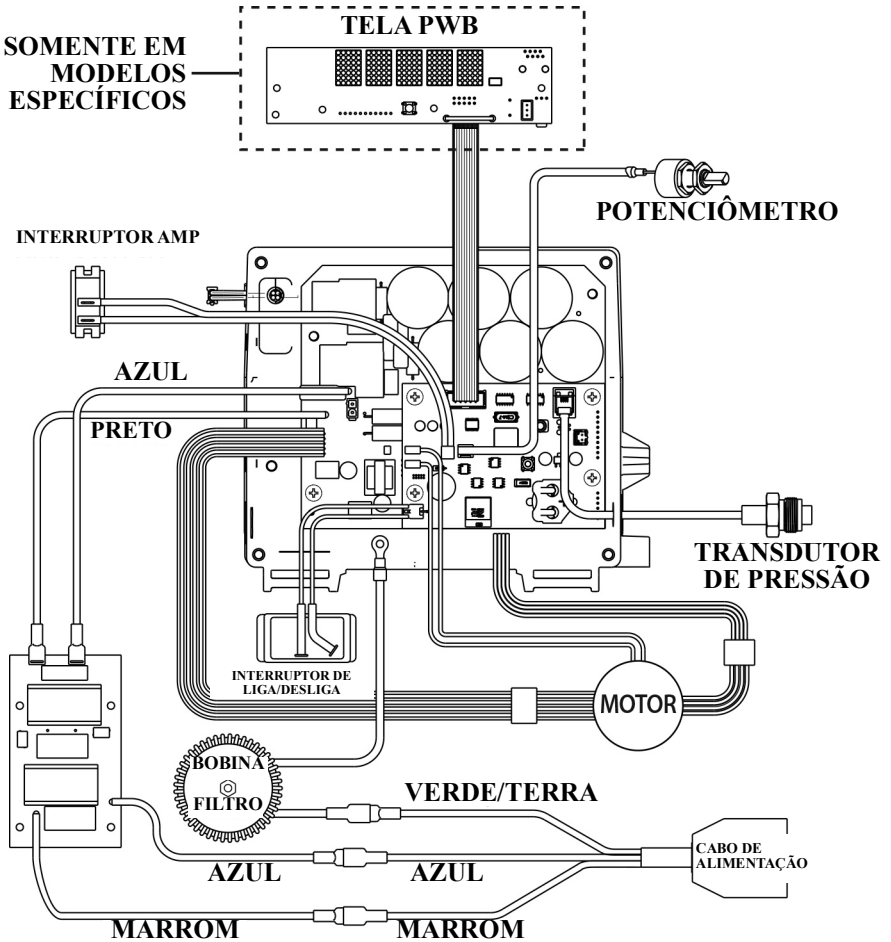 TELA PWB
SOMENTE EM
MODELOS
ESPECÍFICOS
POTENCIÔMETRO
INTERRUPTOR AMP
AZUL
PRETO
TRANSDUTOR
DE PRESSÃO
INTERRUPTOR DE
LIGA/DESLIGA
MOTOR
BOBINA
FILTRO
VERDE/TERRA
CABO DE
ALIMENTAÇÃO
AZUL
AZUL
MARROM
MARROM